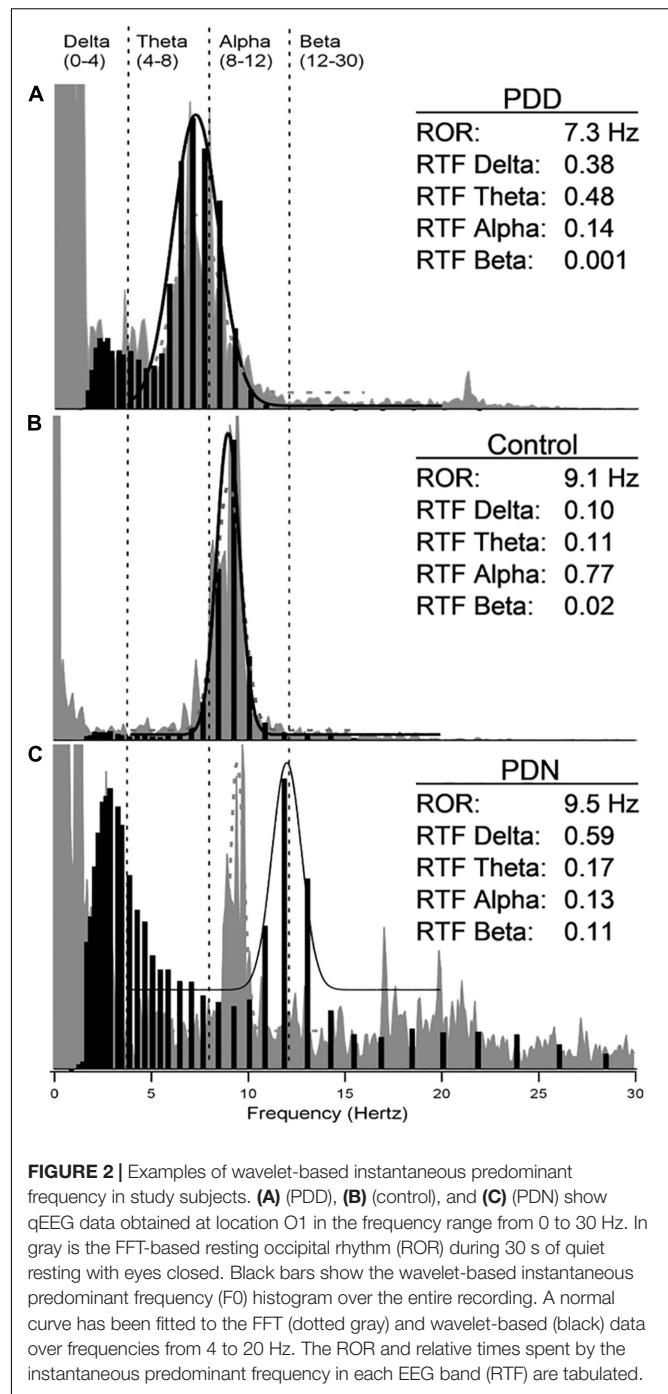 Delta Theta Alpha Beta
(0-4) (4-8) (8-12) (12-30)
A
PDD
ROR: 7.3 Hz
RTF Delta: 0.38
RTF Theta: 0.48
RTF Alpha: 0.14
RTF Beta: 0.001
B
Control
ROR: 9.1 Hz
RTF Delta: 0.10
RTF Theta: 0.11
RTF Alpha: 0.77
RTF Beta: 0.02
C
PDN
ROR: 9.5 Hz
RTF Delta: 0.59
RTF Theta: 0.17
RTF Alpha: 0.13
RTF Beta: 0.11
0 5 10 15 20 25 30
Frequency (Hertz)
FIGURE 2 | Examples of wavelet-based instantaneous predominant
frequency in study subjects. (A) (PDD), (B) (control), and (C) (PDN) show
qEEG data obtained at location O1 in the frequency range from 0 to 30 Hz. In
gray is the FFT-based resting occipital rhythm (ROR) during 30 s of quiet
resting with eyes closed. Black bars show the wavelet-based instantaneous
predominant frequency (F0) histogram over the entire recording. A normal
curve has been fitted to the FFT (dotted gray) and wavelet-based (black) data
over frequencies from 4 to 20 Hz. The ROR and relative times spent by the
instantaneous predominant frequency in each EEG band (RTF) are tabulated.